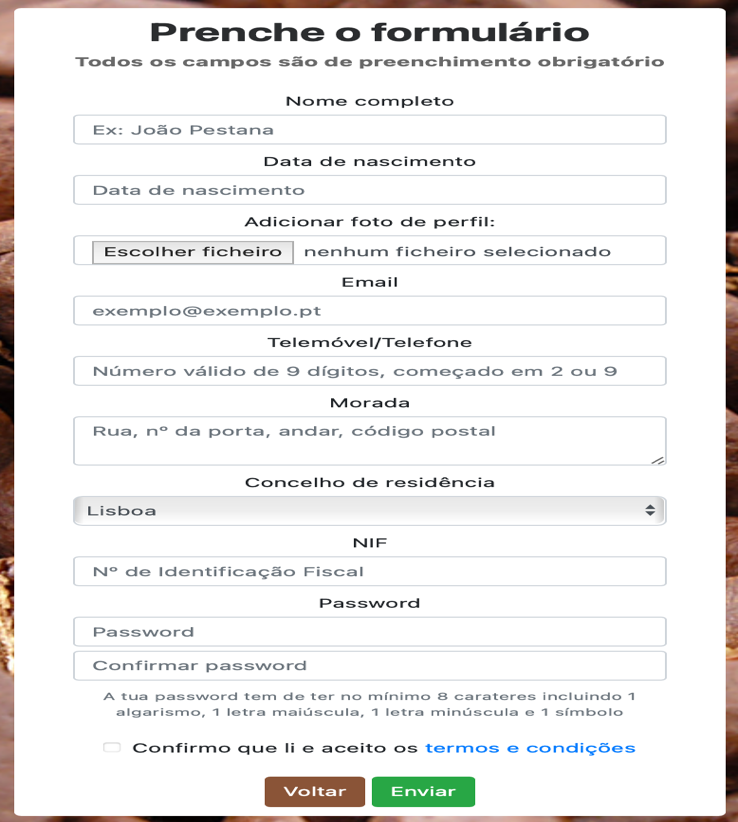 Prenche o formulário
Todos os campos são de preenchimento obrigatório
Nome completo
Ex: João Pestana
Data de nascimento
Data de nascimento
Adicionar foto de perfil:
Escolher ficheiro nenhum ficheiro selecionado
Email
exemplo@exemplo.pt
Telemóvel/Telefone
Número válido de 9 dígitos, começado em 2 ou 9
Morada
Rua, nº da porta, andar, código postal
Concelho de residência
Lisboa
NIF
Nº de Identificação Fiscal
Password
Password
Confirmar password
A tua password tem de ter no mínimo 8 carateres incluindo 1
algarismo, 1 letra maiúscula, 1 letra minúscula e 1 símbolo
Confirmo que li e aceito os termos e condições
Voltar Enviar